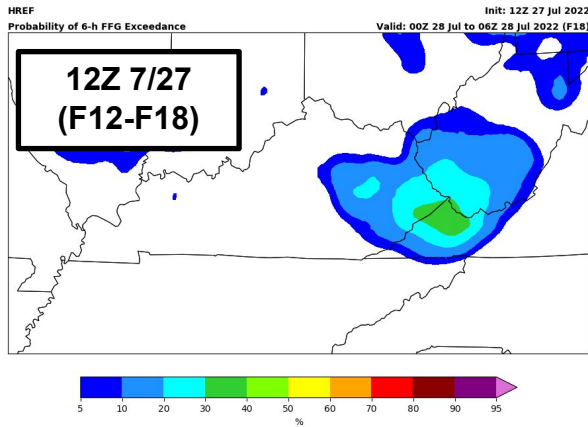 HREF
Init: 12Z 27 Jul 2022
Probability of 6-h FFG Exceedance
Valid: 00Z 28 Jul to 06Z 28 Jul 2022 (F18)
12Z 7/27
(F12-F18)
5 10 20 30 40 50 60 70 80 90 95
%